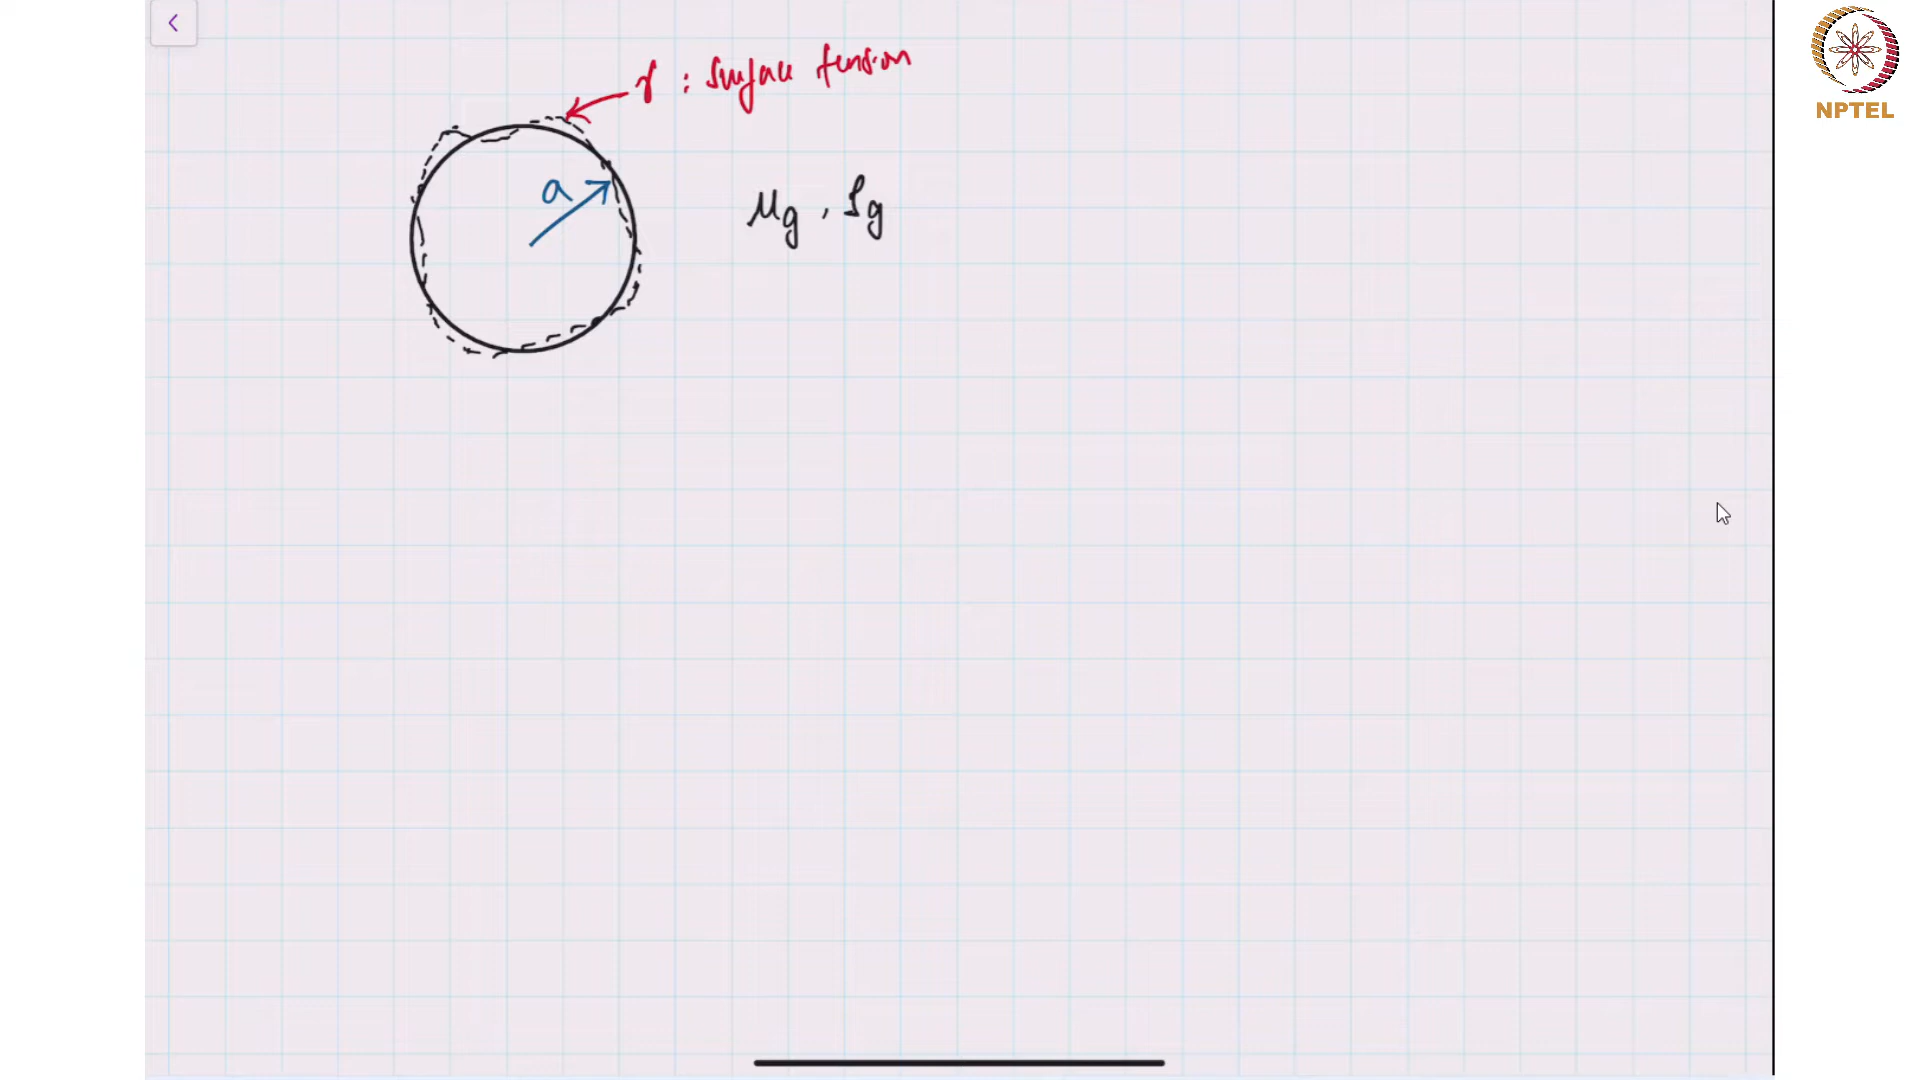 γ : Surface tension
a
μg , ρg
NPTEL